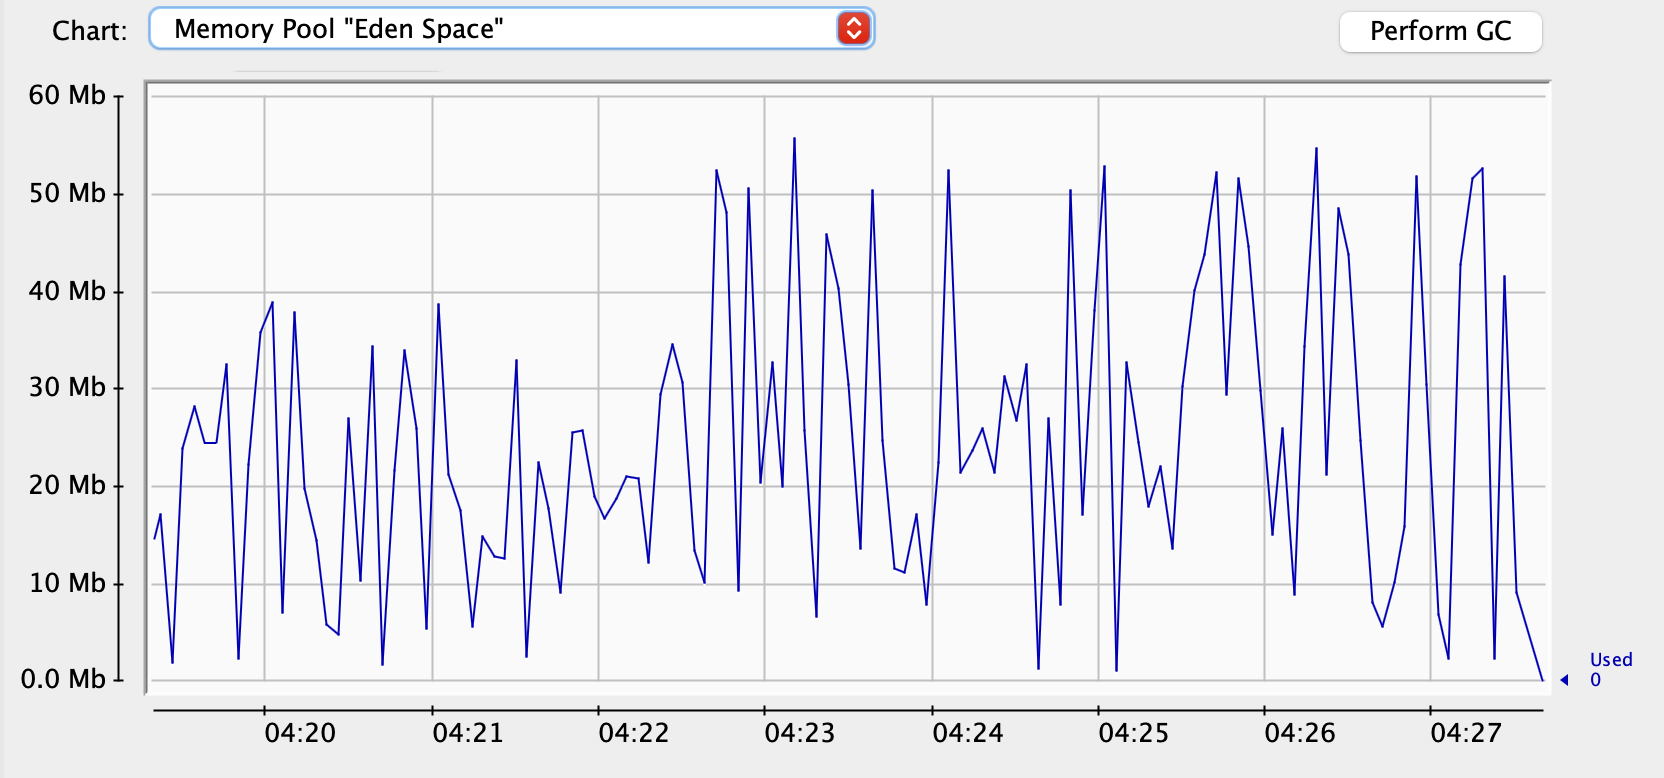 Chart: Memory Pool "Eden Space" Perform GC
60 Mb
50 Mb
40 Mb
30 Mb
20 Mb
10 Mb
0.0 Mb
Used
0
04:20 04:21 04:22 04:23 04:24 04:25 04:26 04:27